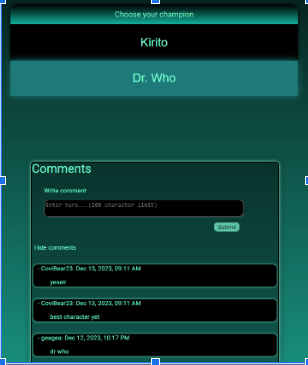 Choose your champion
Kirito
Dr. Who
Comments
Write comment
Enter here...(200 character limit)
Submit
Hide comments
- CoviBear23: Dec 13, 2023, 09:11 AM
yeseir
- CoviBear23: Dec 13, 2023, 09:11 AM
best character yet
- geogea: Dec 12, 2023, 10:17 PM
dr who